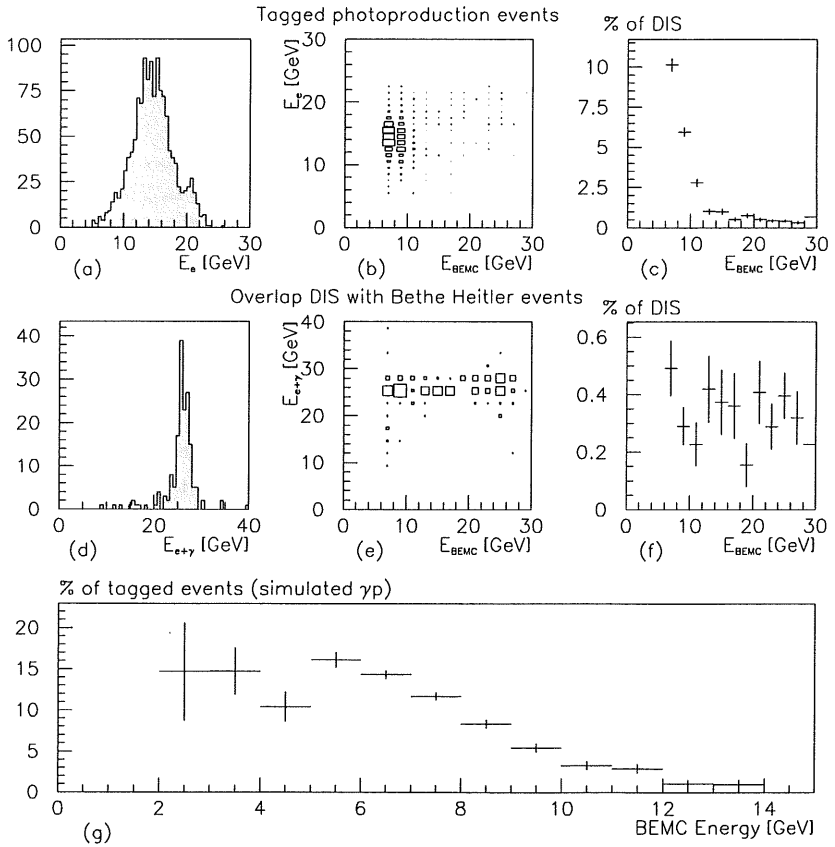 Tagged photoproduction events
% of DIS
100
75
50
25
0
0 10 20 30
(a) E_e [GeV]
E_e [GeV]
30
20
10
0
0 10 20 30
(b) E_BEMC [GeV]
10
7.5
5
2.5
0
0 10 20 30
(c) E_BEMC [GeV]
Overlap DIS with Bethe Heitler events
% of DIS
40
30
20
10
0
0 20 40
(d) E_e+γ [GeV]
E_e+γ [GeV]
40
30
20
10
0
0 10 20 30
(e) E_BEMC [GeV]
0.6
0.4
0.2
0
0 10 20 30
(f) E_BEMC [GeV]
% of tagged events (simulated γp)
20
15
10
5
0
0 2 4 6 8 10 12 14
(g) BEMC Energy [GeV]